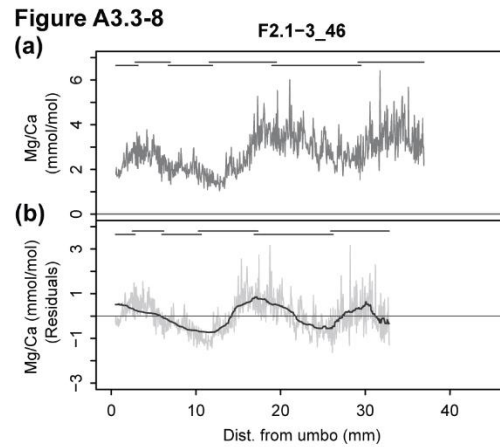 Figure A3.3-8
F2.1−3_46
(a)
Mg/Ca
(mmol/mol)
6
4
2
0
(b)
Mg/Ca (mmol/mol)
(Residuals)
3
1
−1
−3
0 10 20 30 40
Dist. from umbo (mm)